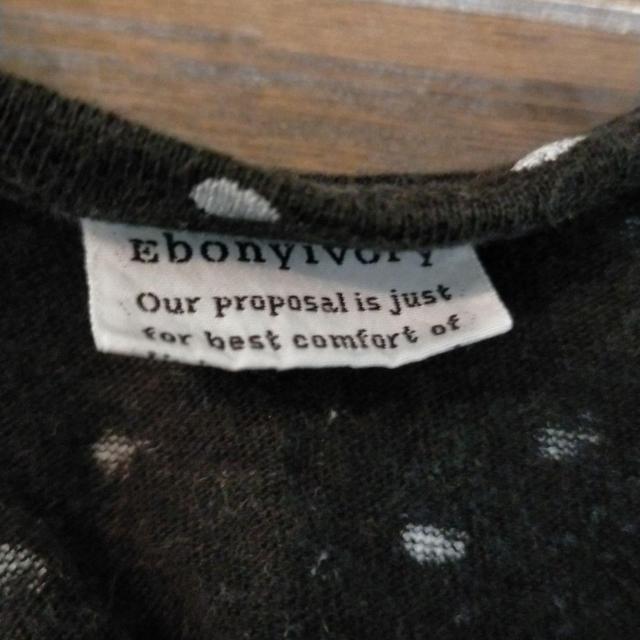 EbonyIvory
Our proposal is just
for best comfort of